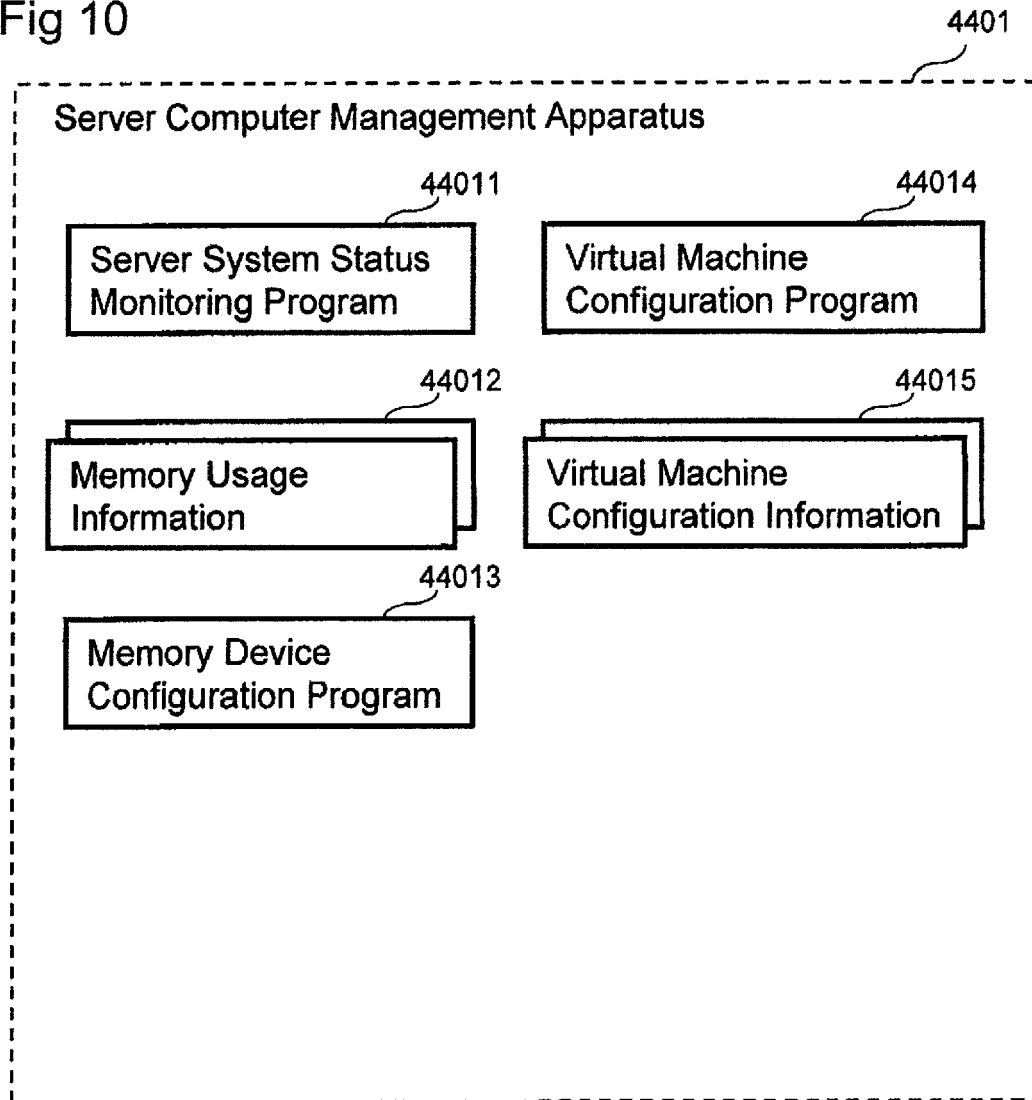 Fig 10
4401
Server Computer Management Apparatus
44011
Server System Status
Monitoring Program
44014
Virtual Machine
Configuration Program
44012
Memory Usage
Information
44015
Virtual Machine
Configuration Information
44013
Memory Device
Configuration Program